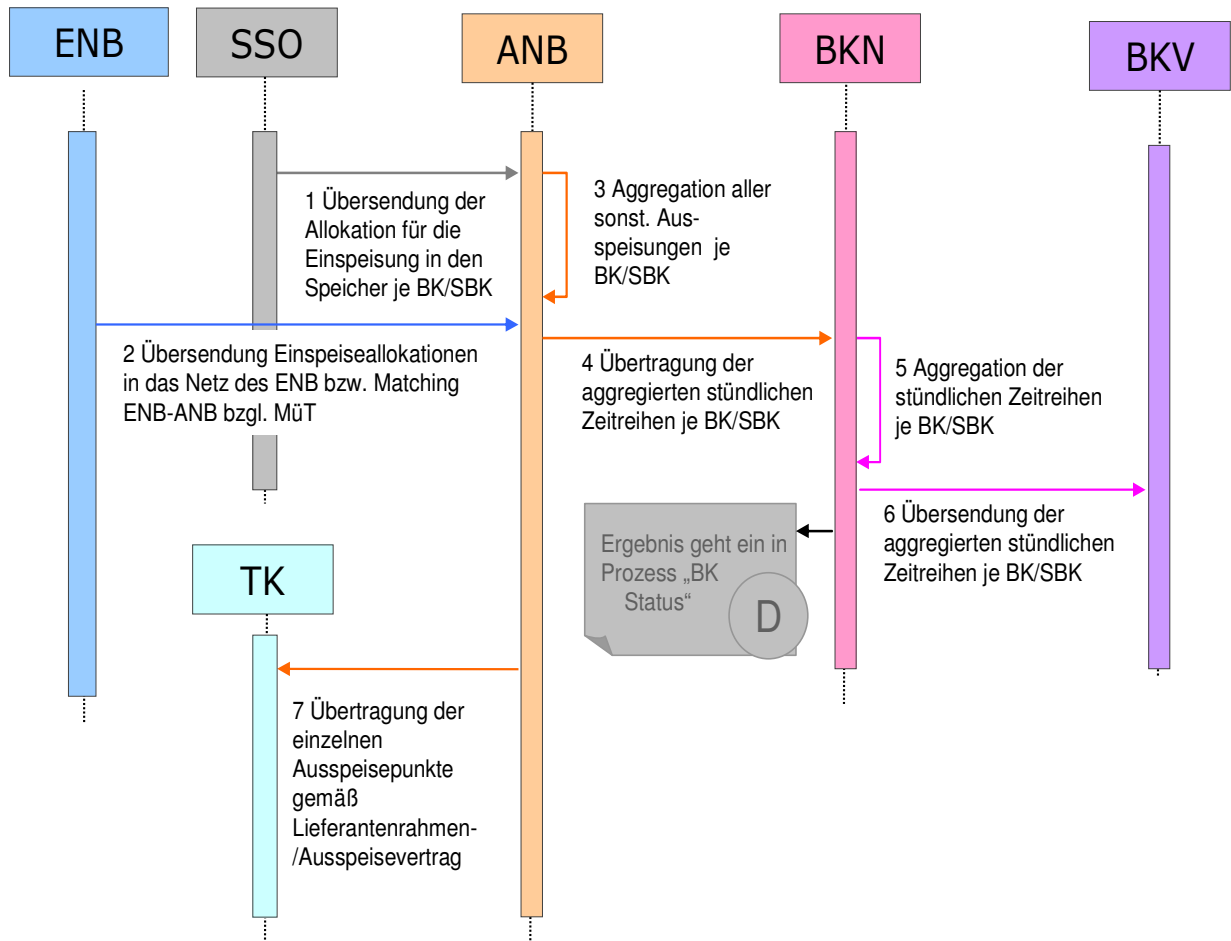 ENB
SSO
ANB
BKN
BKV
1 Übersendung der
Allokation für die
Einspeisung in den
Speicher je BK/SBK
3 Aggregation aller
sonst. Aus-
speisungen je
BK/SBK
2 Übersendung Einspeiseallokationen
in das Netz des ENB bzw. Matching
ENB-ANB bzgl. MüT
4 Übertragung der
aggregierten stündlichen
Zeitreihen je BK/SBK
5 Aggregation der
stündlichen Zeitreihen
je BK/SBK
6 Übersendung der
aggregierten stündlichen
Zeitreihen je BK/SBK
Ergebnis geht ein in
Prozess „BK
Status“
D
TK
7 Übertragung der
einzelnen
Ausspeisepunkte
gemäß
Lieferantenrahmen-
/Ausspeisevertrag